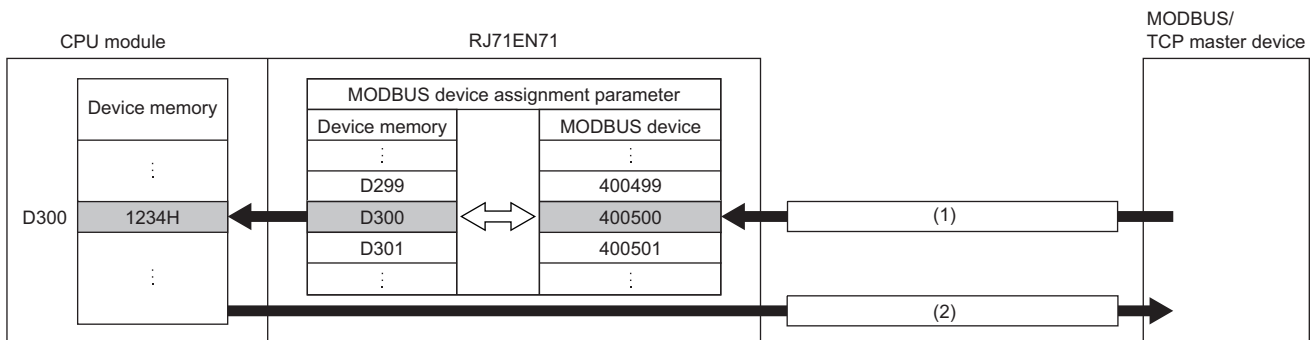 MODBUS/
TCP master device
CPU module
RJ71EN71
Device memory
MODBUS device assignment parameter
Device memory
MODBUS device
⋮
⋮
⋮
D299
400499
D300
1234H
D300
400500
(1)
D301
400501
⋮
⋮
⋮
(2)